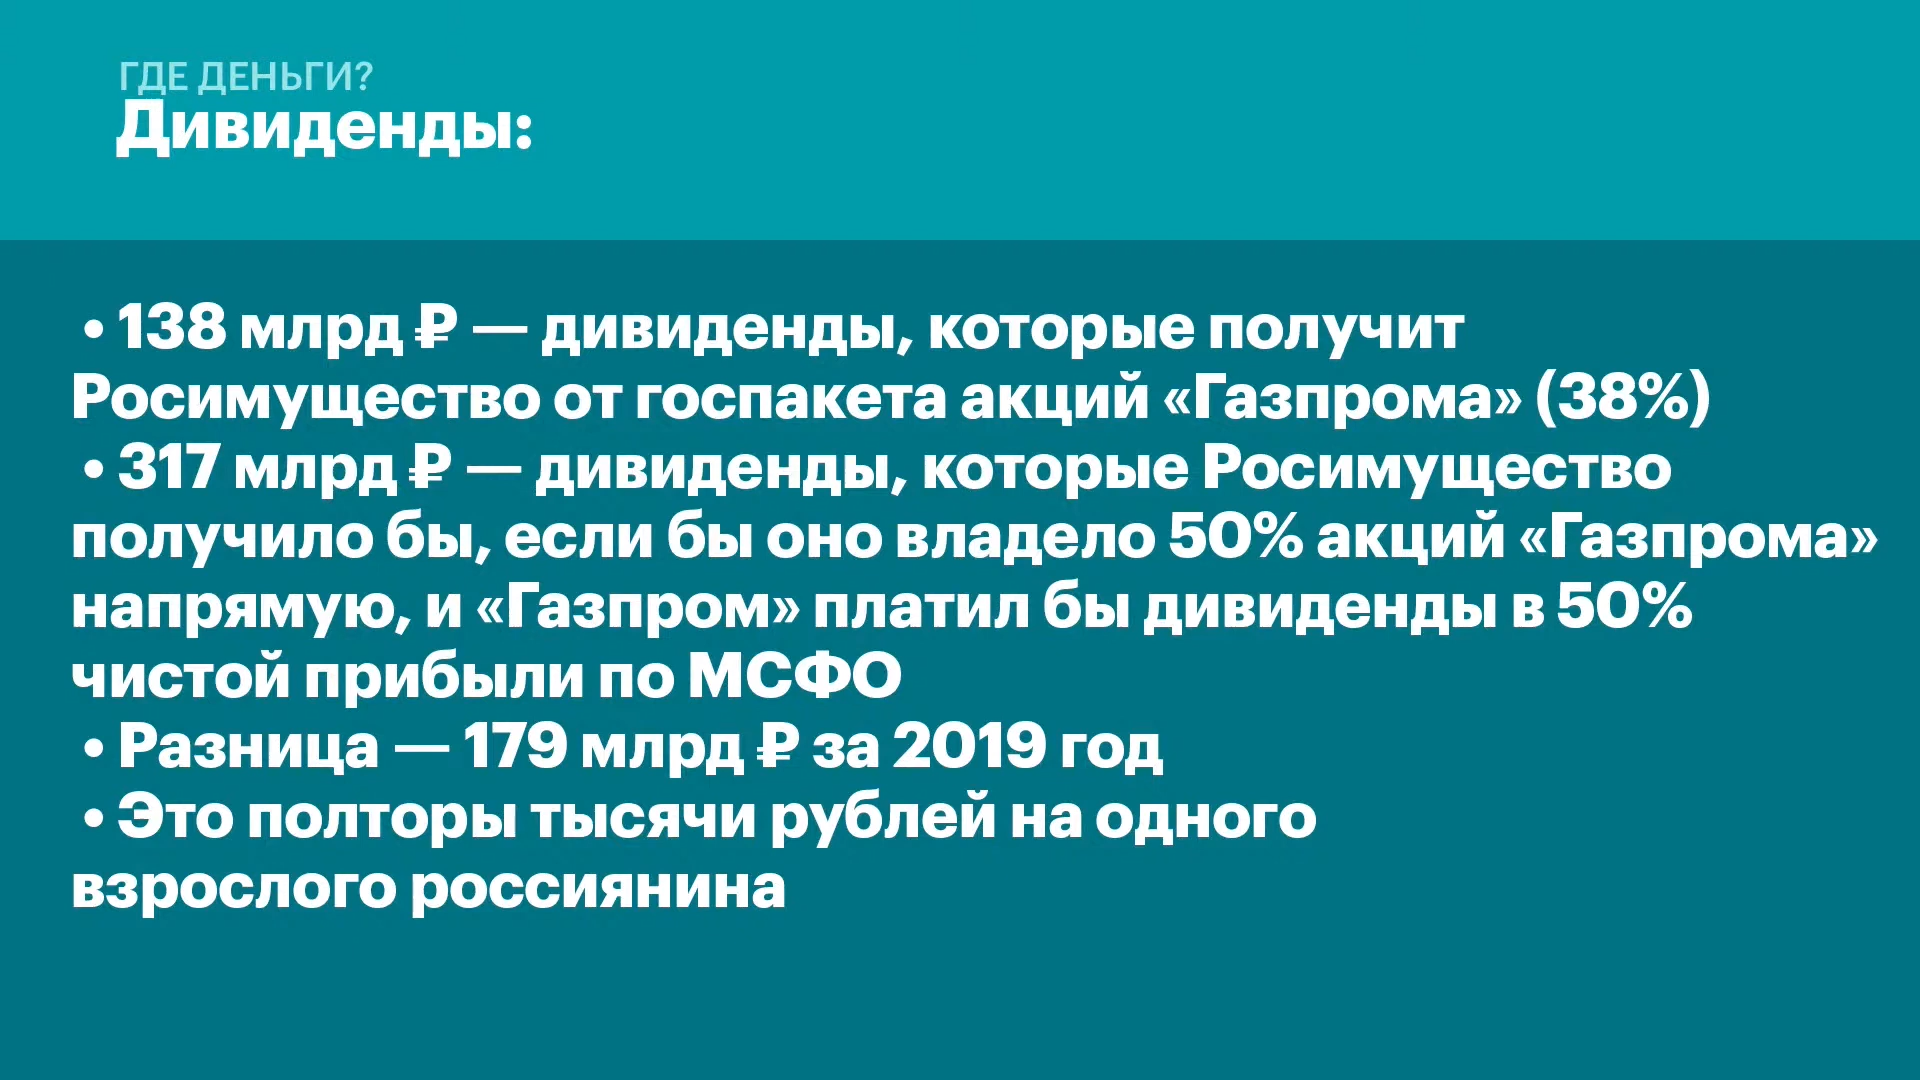 ГДЕ ДЕНЬГИ?
Дивиденды:
• 138 млрд ₽ — дивиденды, которые получит
Росимущество от госпакета акций «Газпрома» (38%)
• 317 млрд ₽ — дивиденды, которые Росимущество
получило бы, если бы оно владело 50% акций «Газпрома»
напрямую, и «Газпром» платил бы дивиденды в 50%
чистой прибыли по МСФО
• Разница — 179 млрд ₽ за 2019 год
• Это полторы тысячи рублей на одного
взрослого россиянина